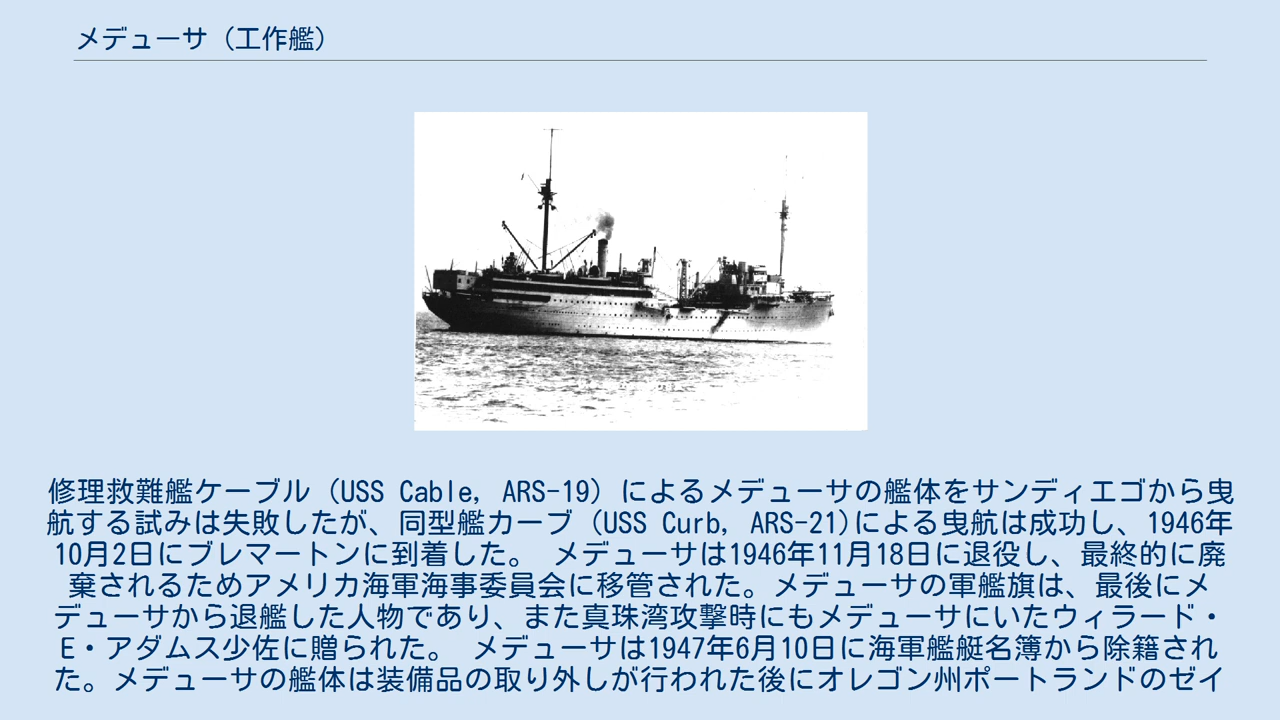 メデューサ（工作艦）
修理救難艦ケーブル（USS Cable, ARS-19）によるメデューサの艦体をサンディエゴから曳
航する試みは失敗したが、同型艦カーブ（USS Curb, ARS-21)による曳航は成功し、1946年
10月2日にブレマートンに到着した。 メデューサは1946年11月18日に退役し、最終的に廃
棄されるためアメリカ海軍海事委員会に移管された。メデューサの軍艦旗は、最後にメ
デューサから退艦した人物であり、また真珠湾攻撃時にもメデューサにいたウィラード・
E・アダムス少佐に贈られた。 メデューサは1947年6月10日に海軍艦艇名簿から除籍され
た。メデューサの艦体は装備品の取り外しが行われた後にオレゴン州ポートランドのゼイ